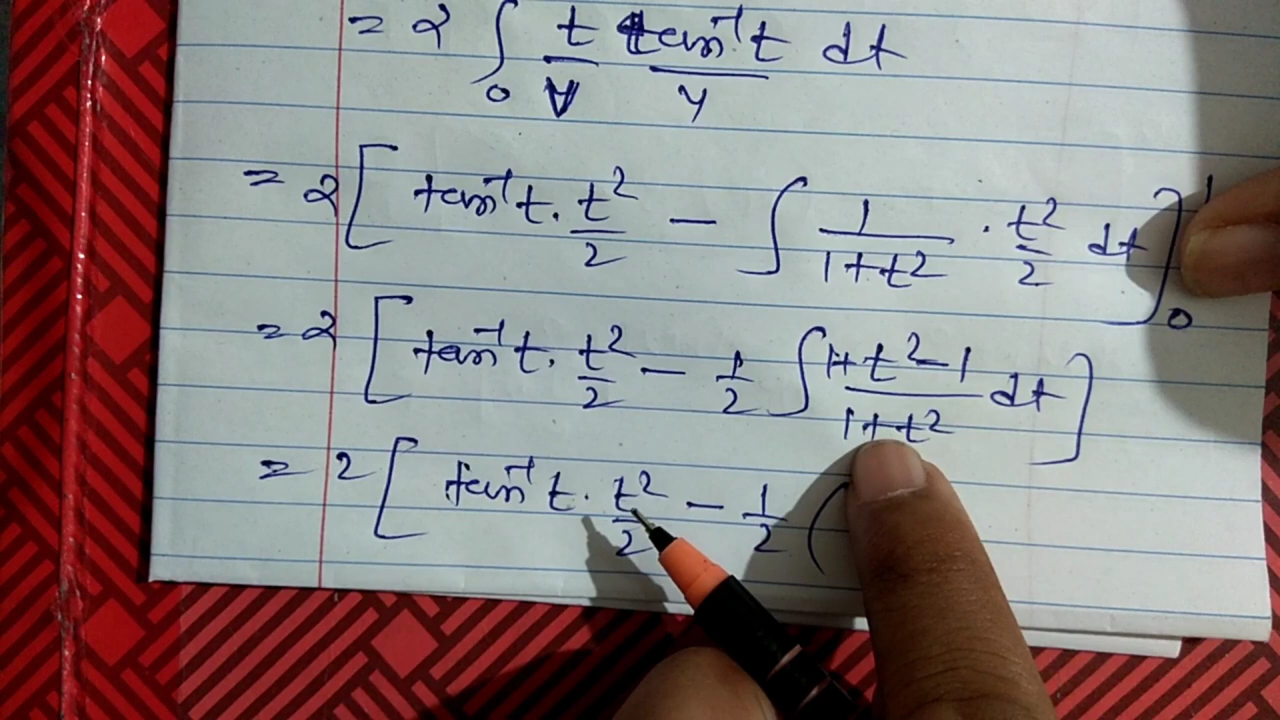 = 2 ∫₀ t tan⁻¹t dt
V y
= 2 [ tan⁻¹t . t²/2 - ∫ 1/(1+t²) . t²/2 dt ]₀¹
= 2 [ tan⁻¹t . t²/2 - 1/2 ∫ (1+t²-1)/(1+t²) dt ]
= 2 [ tan⁻¹t . t²/2 - 1/2 (